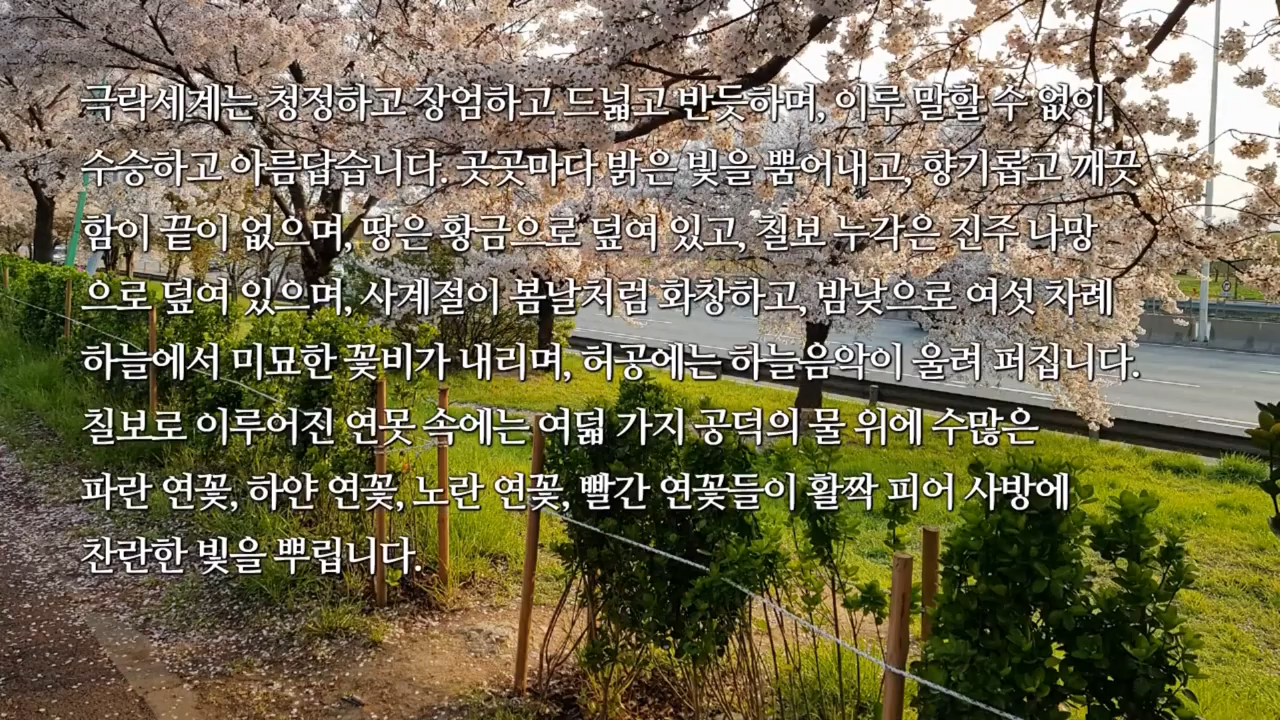 극락세계는 청정하고 장엄하고 드넓고 반듯하며, 이루 말할 수 없이
수승하고 아름답습니다. 곳곳마다 밝은 빛을 뿜어내고, 향기롭고 깨끗
함이 끝이 없으며, 땅은 황금으로 덮여 있고, 칠보 누각은 진주 나망
으로 덮여 있으며, 사계절이 봄날처럼 화창하고, 밤낮으로 여섯 차례
하늘에서 미묘한 꽃비가 내리며, 허공에는 하늘음악이 울려 퍼집니다.
칠보로 이루어진 연못 속에는 여덟 가지 공덕의 물 위에 수많은
파란 연꽃, 하얀 연꽃, 노란 연꽃, 빨간 연꽃들이 활짝 피어 사방에
찬란한 빛을 뿌립니다.